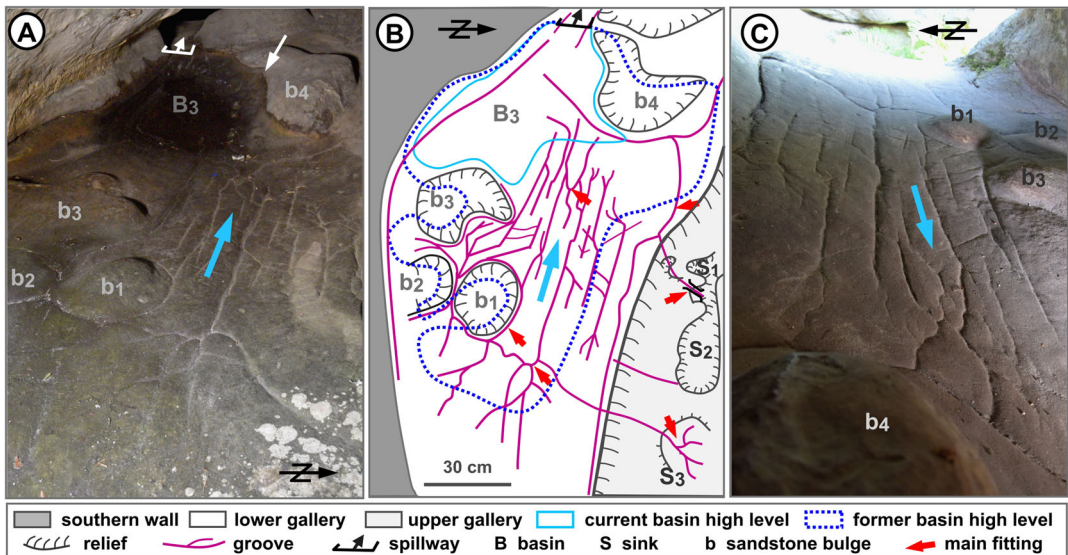 A
B₃
b₄
b₃
b₂
b₁
N
B
N
B₃
b₄
b₃
b₂
b₁
S₁
S₂
S₃
30 cm
C
N
b₁
b₂
b₃
b₄
southern wall lower gallery upper gallery current basin high level former basin high level
relief groove spillway B basin S sink b sandstone bulge main fitting